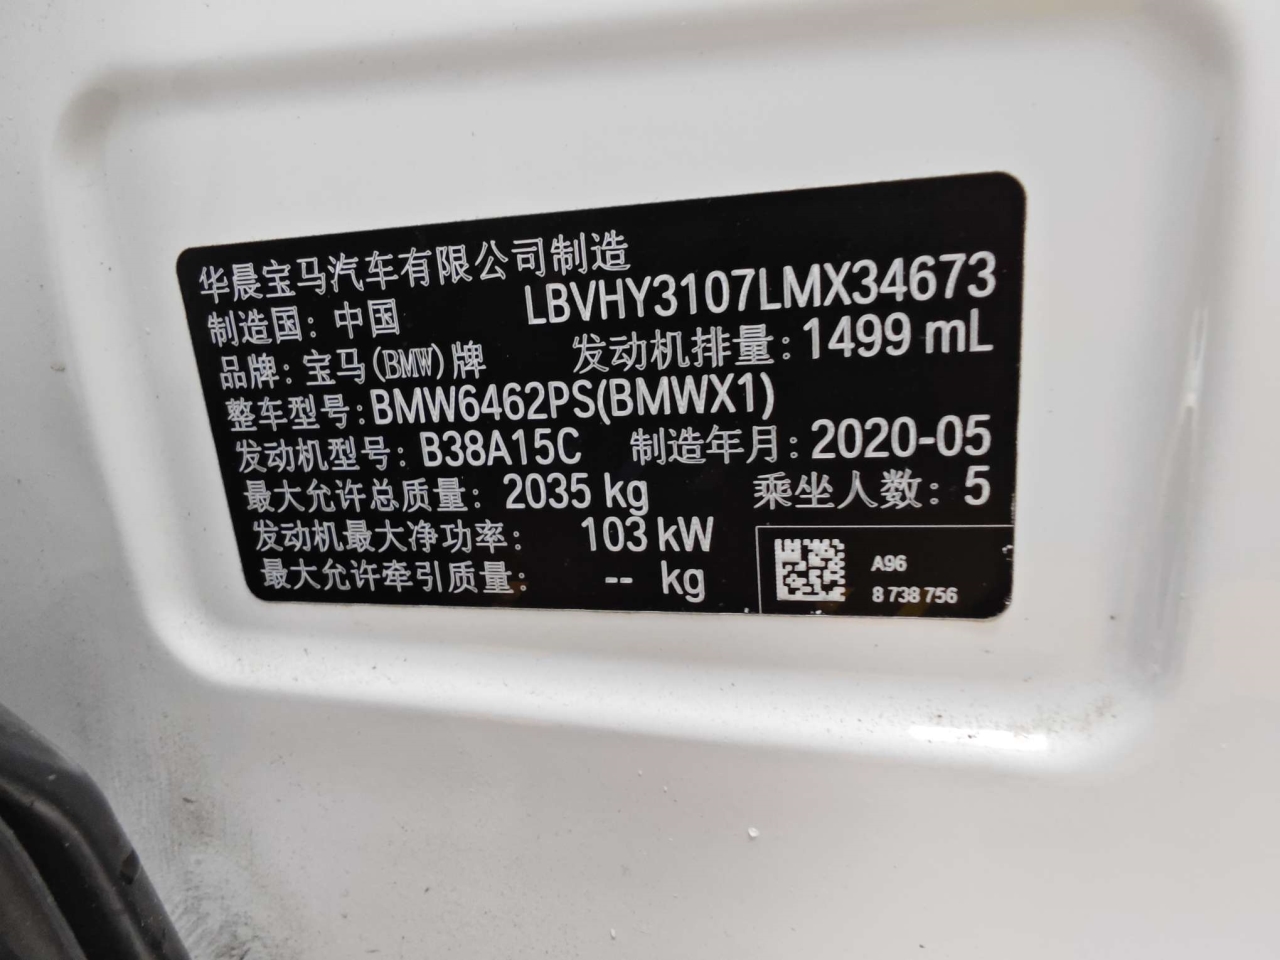 华晨宝马汽车有限公司制造
制造国：中国 LBVHY3107LMX34673
品牌：宝马(BMW)牌 发动机排量：1499 mL
整车型号：BMW6462PS(BMWX1)
发动机型号：B38A15C 制造年月：2020-05
最大允许总质量：2035 kg 乘坐人数：5
发动机最大净功率：103 kW
最大允许牵引质量：-- kg
A96
8 738 756